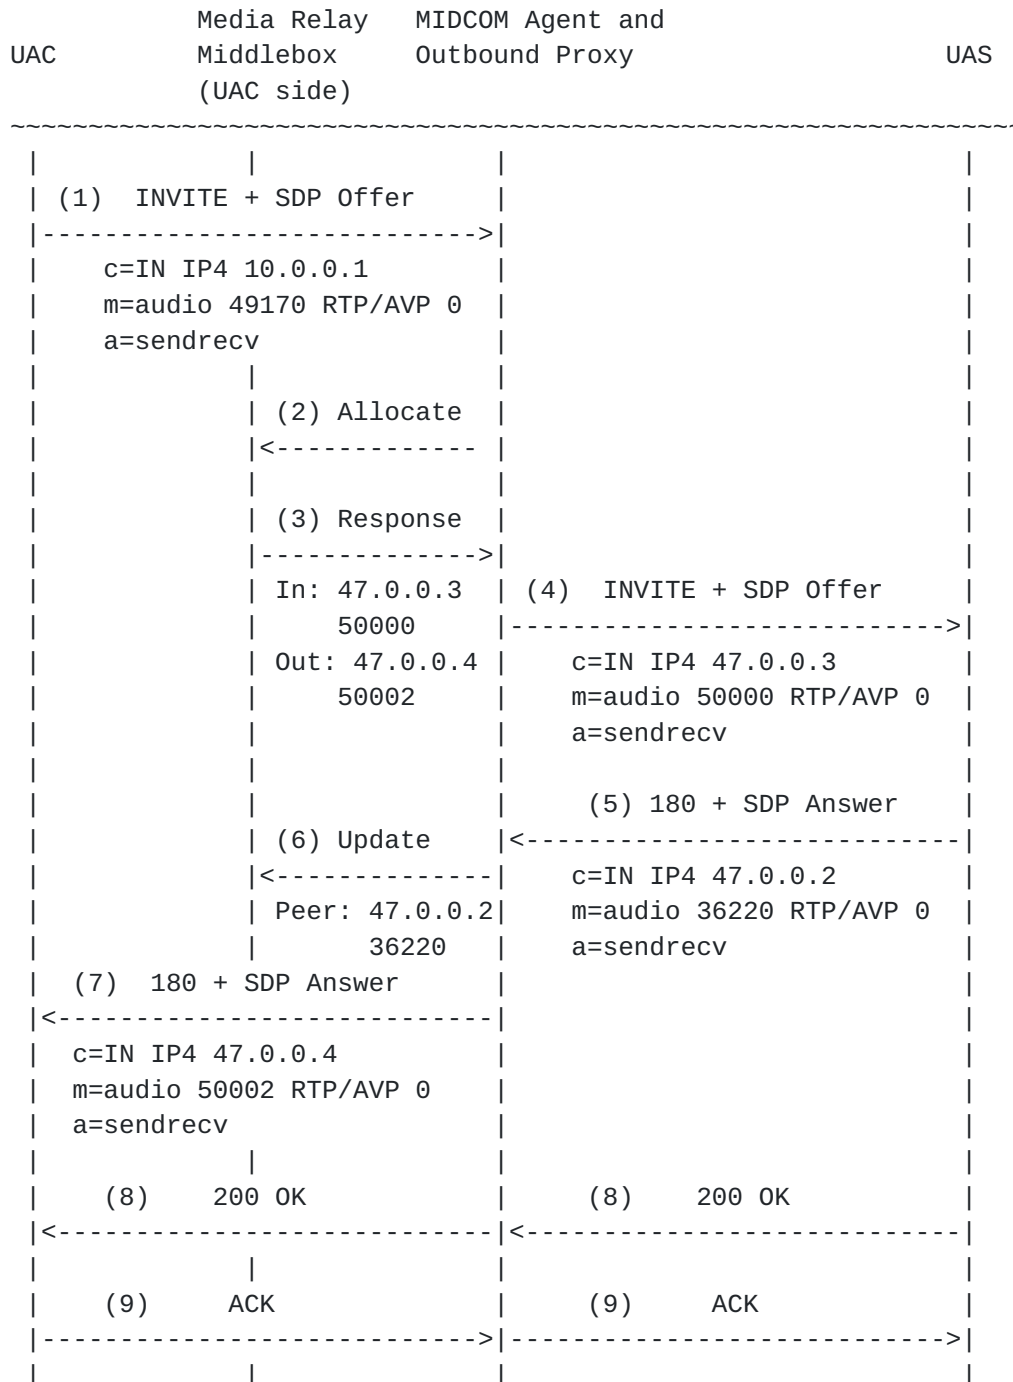 Media Relay   MIDCOM Agent and
UAC         Middlebox     Outbound Proxy                    UAS
            (UAC side)
~~~~~~~~~~~~~~~~~~~~~~~~~~~~~~~~~~~~~~~~~~~~~~~~~~~~~~~~~~~~~~~~~
 |             |               |                             |
 | (1)  INVITE + SDP Offer     |                             |
 |---------------------------->|                             |
 |    c=IN IP4 10.0.0.1        |                             |
 |    m=audio 49170 RTP/AVP 0  |                             |
 |    a=sendrecv               |                             |
 |             |               |                             |
 |             | (2) Allocate  |                             |
 |             |<------------- |                             |
 |             |               |                             |
 |             | (3) Response  |                             |
 |             |-------------->|                             |
 |             | In: 47.0.0.3  | (4)  INVITE + SDP Offer     |
 |             |     50000     |---------------------------->|
 |             | Out: 47.0.0.4 |    c=IN IP4 47.0.0.3        |
 |             |     50002     |    m=audio 50000 RTP/AVP 0  |
 |             |               |    a=sendrecv               |
 |             |               |                             |
 |             |               |     (5) 180 + SDP Answer    |
 |             | (6) Update    |<----------------------------|
 |             |<--------------|    c=IN IP4 47.0.0.2        |
 |             | Peer: 47.0.0.2|    m=audio 36220 RTP/AVP 0  |
 |             |       36220   |    a=sendrecv               |
 |  (7)  180 + SDP Answer      |                             |
 |<----------------------------|                             |
 |  c=IN IP4 47.0.0.4          |                             |
 |  m=audio 50002 RTP/AVP 0    |                             |
 |  a=sendrecv                 |                             |
 |             |               |                             |
 |    (8)    200 OK            |     (8)    200 OK           |
 |<----------------------------|<----------------------------|
 |             |               |                             |
 |    (9)     ACK              |     (9)     ACK             |
 |---------------------------->|---------------------------->|
 |             |               |                             |